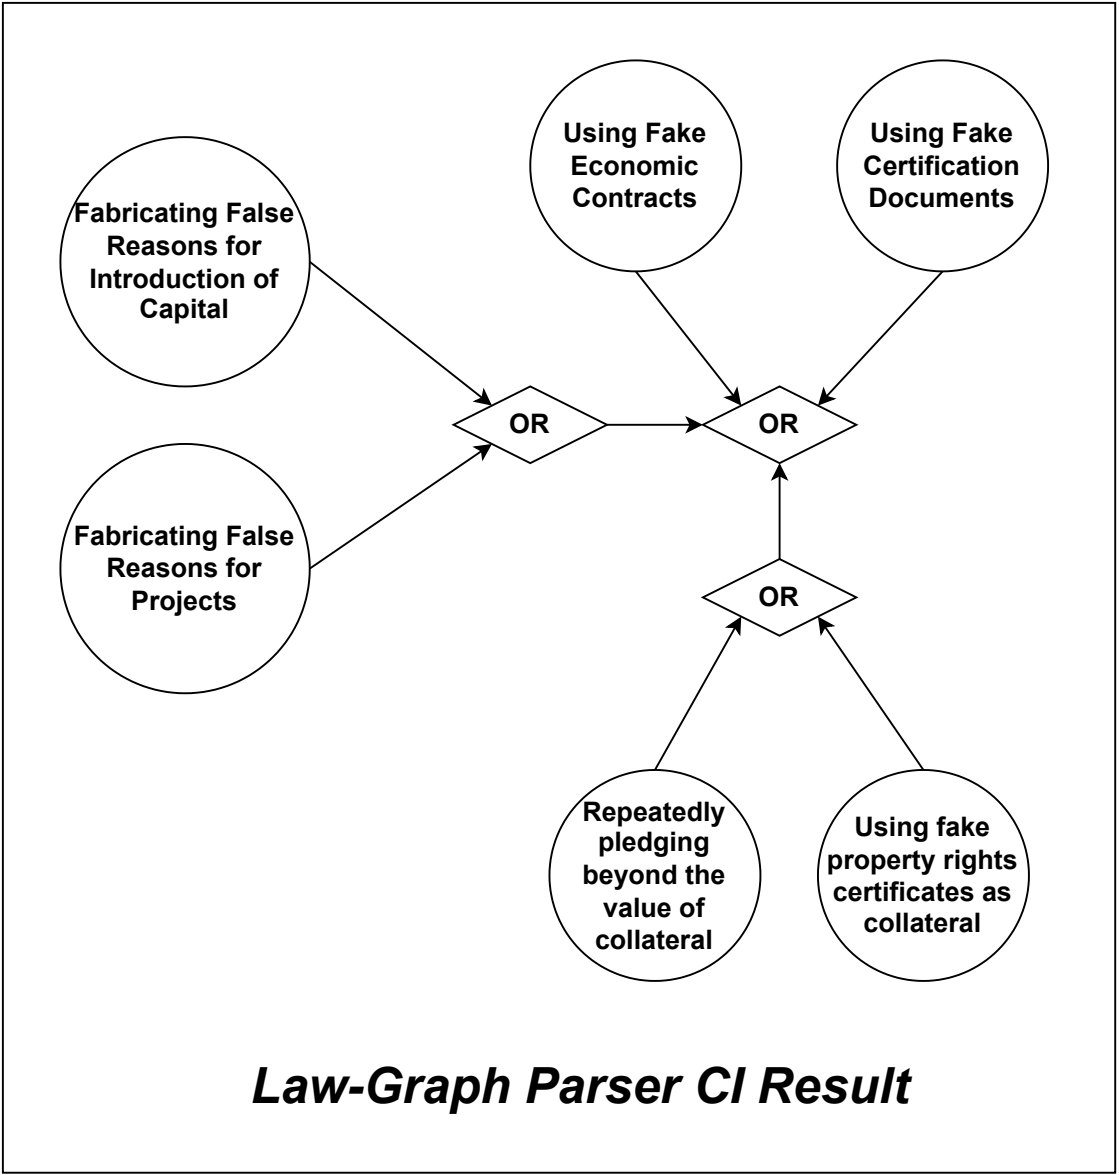 Using Fake
Economic
Contracts
Using Fake
Certification
Documents
Fabricating False
Reasons for
Introduction of
Capital
OR
OR
Fabricating False
Reasons for
Projects
OR
Repeatedly
pledging
beyond the
value of
collateral
Using fake
property rights
certificates as
collateral
Law-Graph Parser CI Result